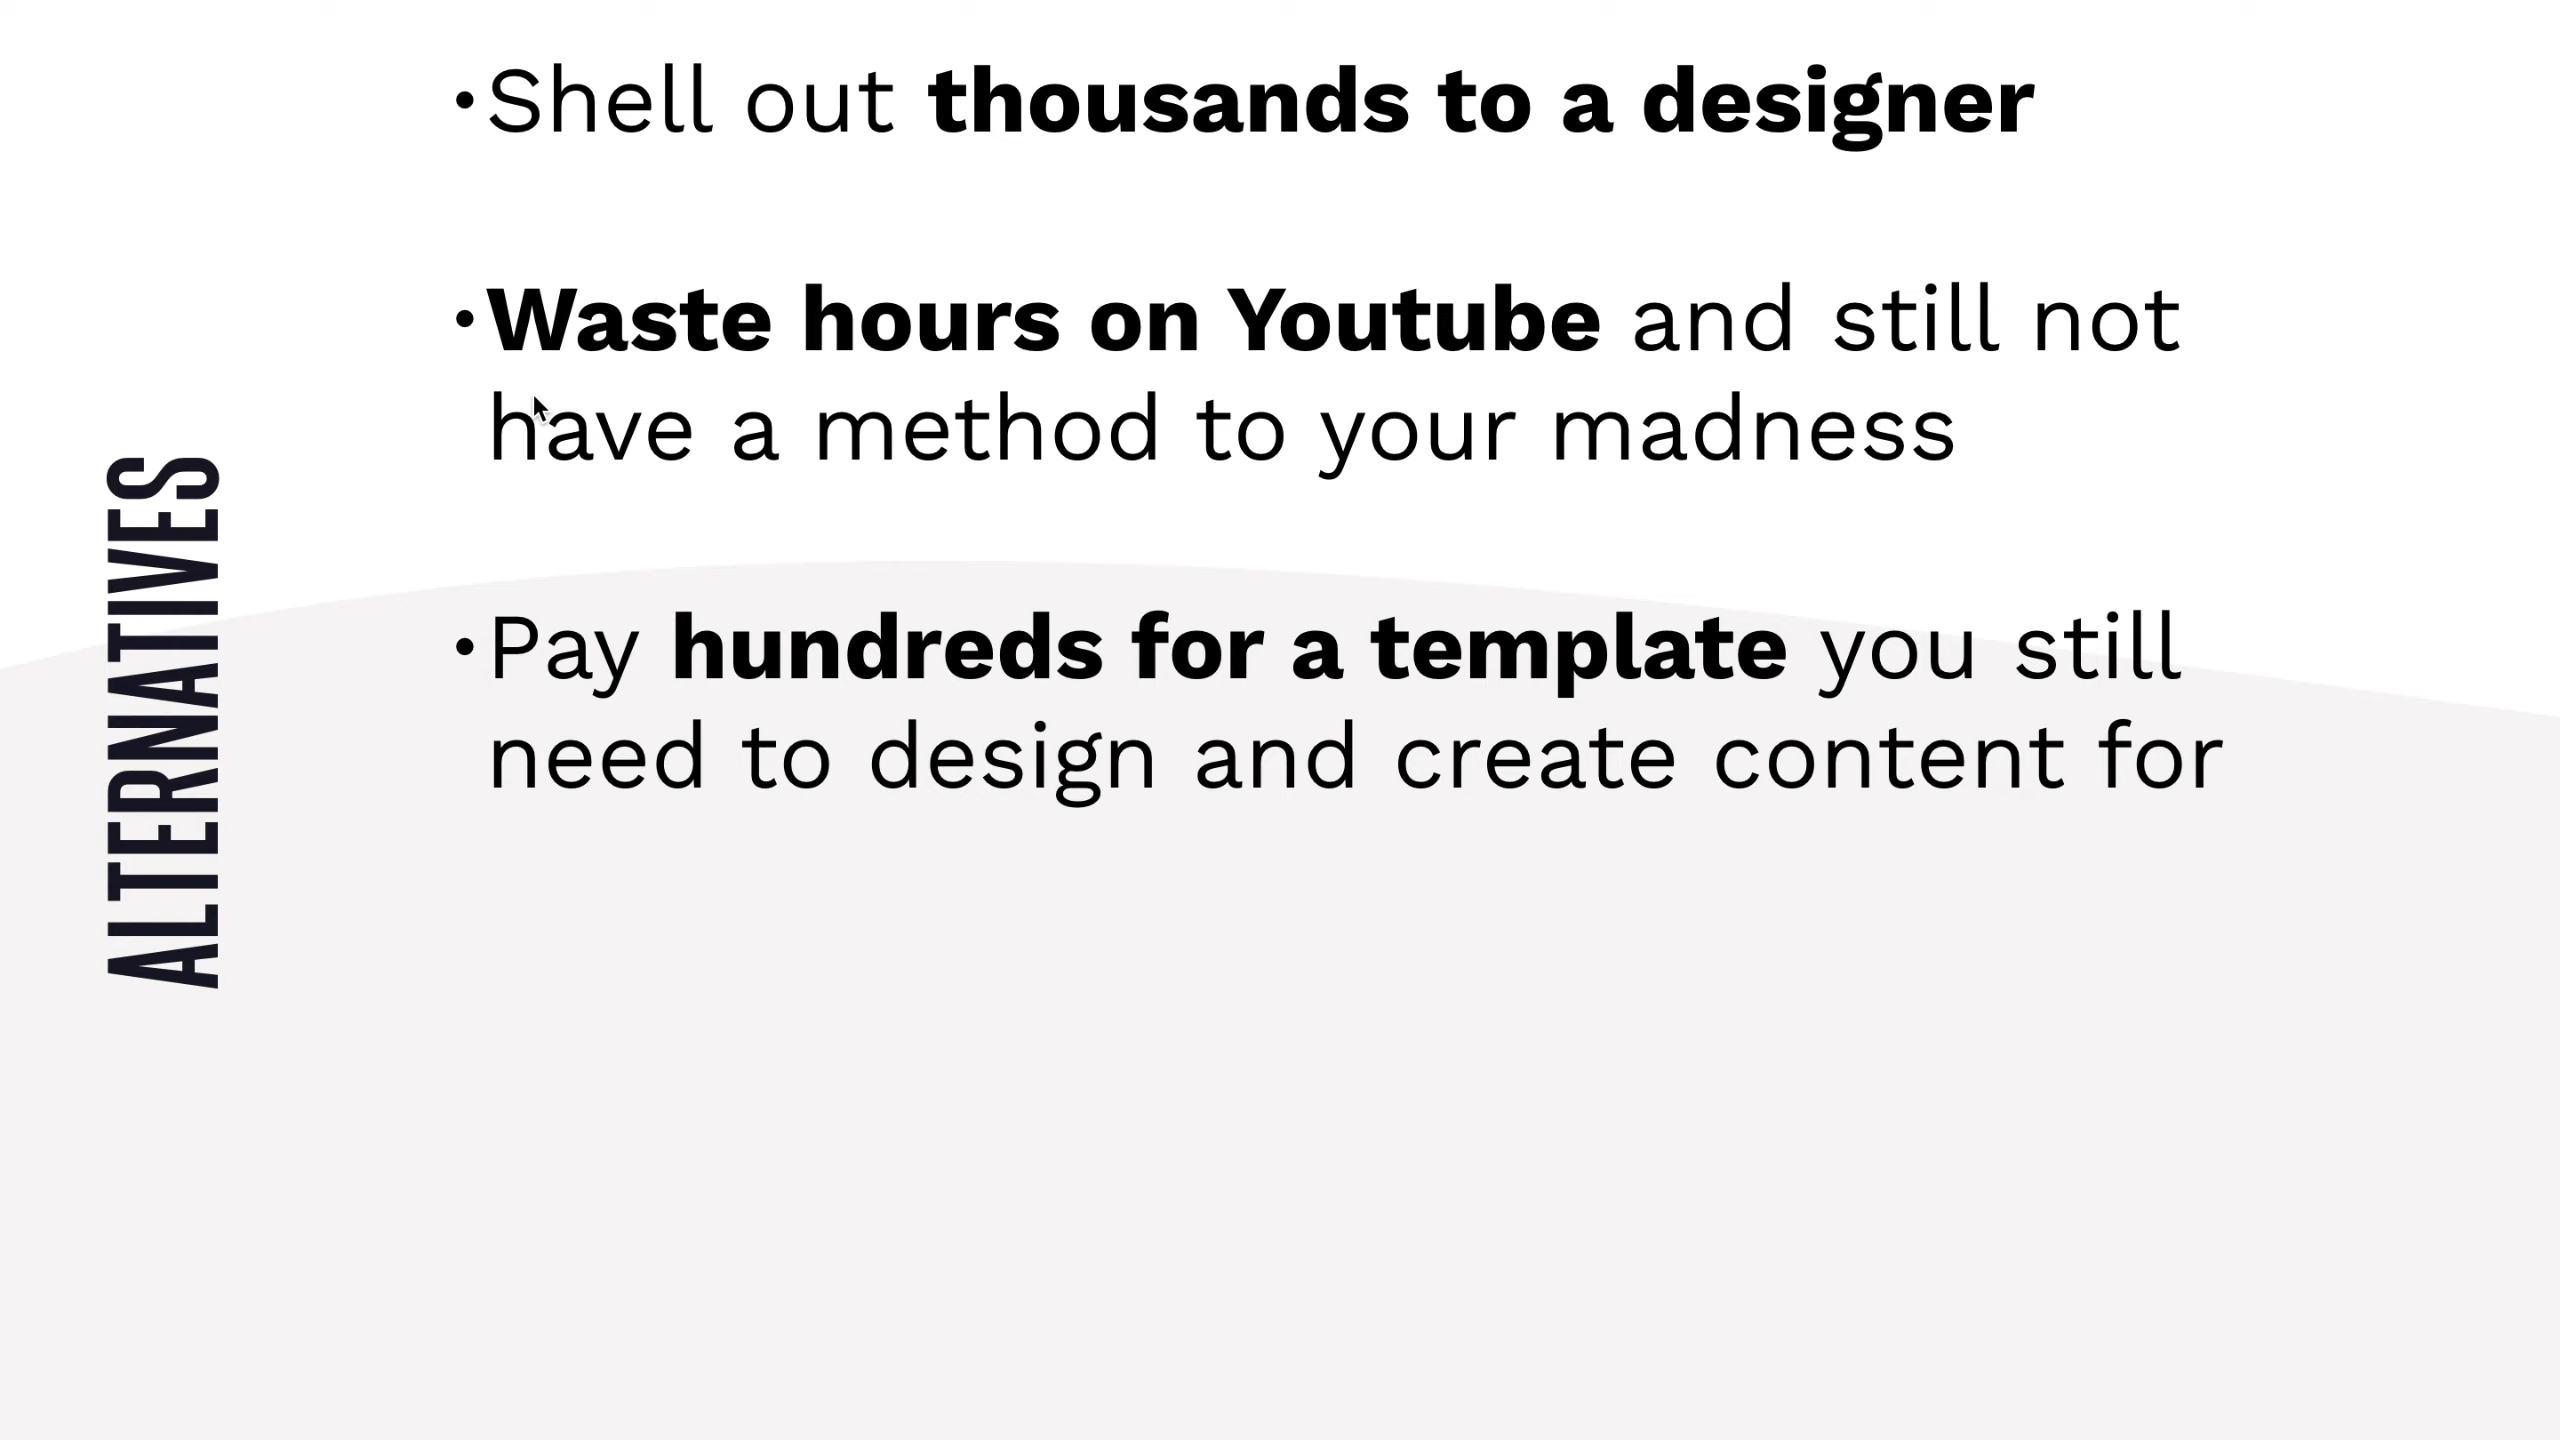 ALTERNATIVES
•Shell out thousands to a designer
•Waste hours on Youtube and still not
have a method to your madness
•Pay hundreds for a template you still
need to design and create content for